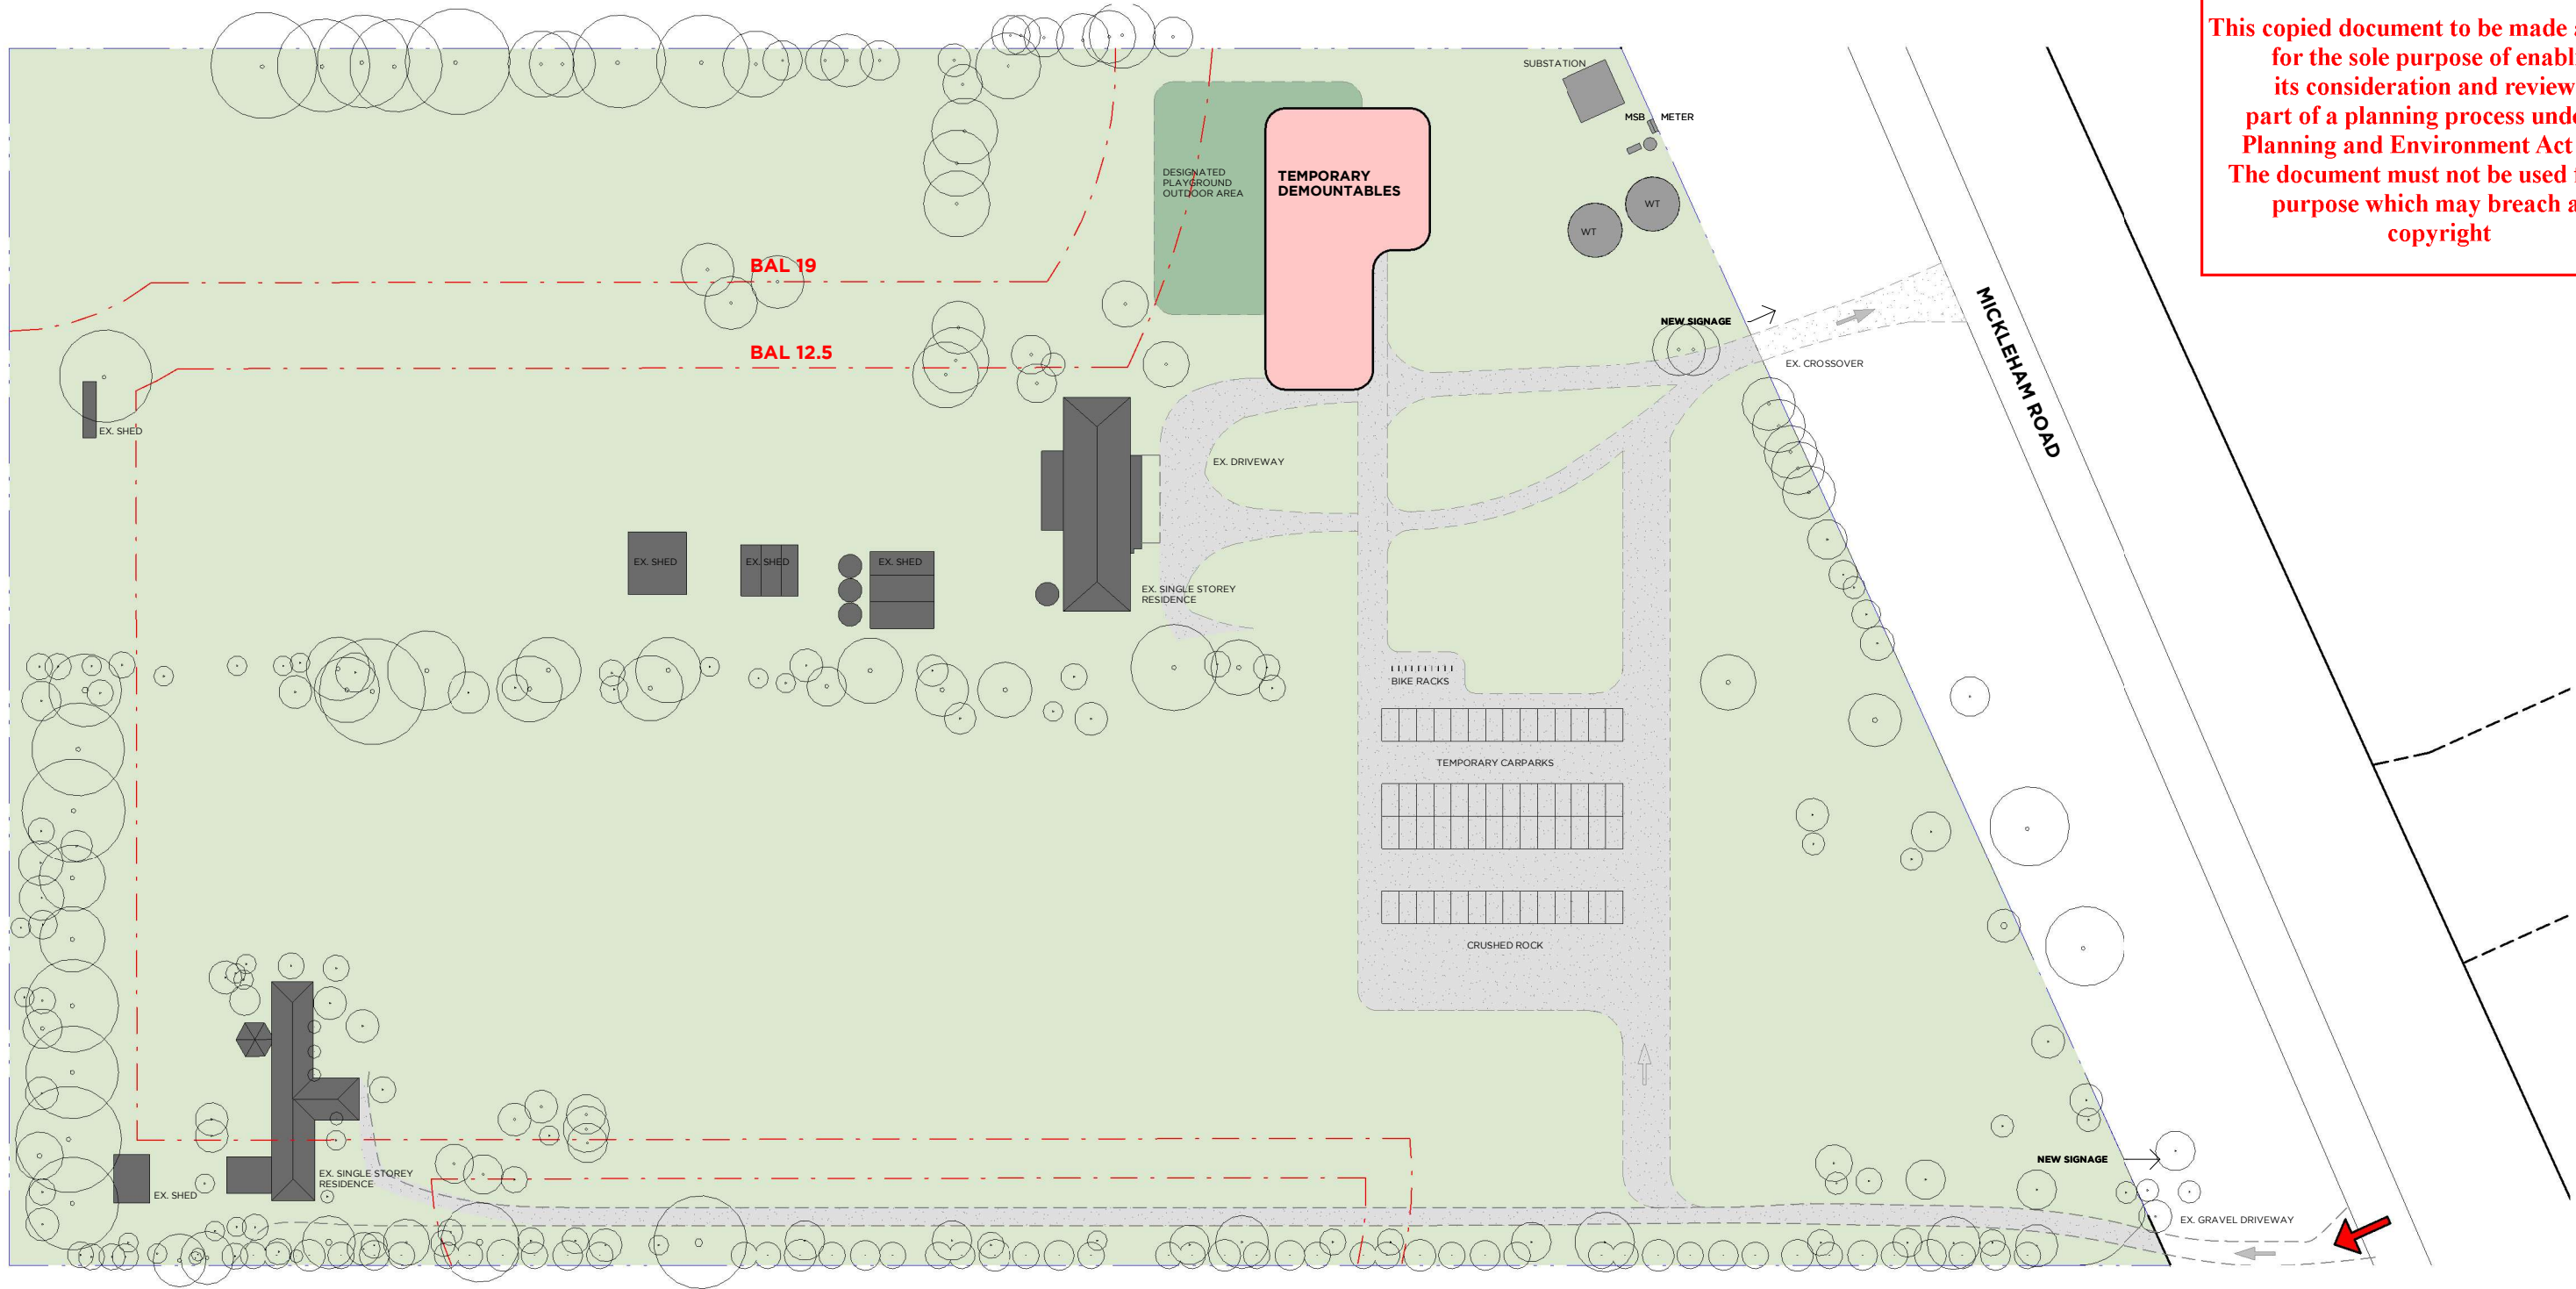 This copied document to be made
for the sole purpose of
its consideration and review
part of a planning process
Planning and Environment Act
The document must not be used
purpose which may breach
copyright
SUBSTATION
MSB
METER
DESIGNATED
PLAYGROUND
OUTDOOR AREA
TEMPORARY
DEMOUNTABLES
WT
WT
BAL 19
NEW SIGNAGE
MICKLEHAM ROAD
BAL 12.5
EX. CROSSOVER
EX. SHED
EX. DRIVEWAY
EX. SHED
EX. SHED
EX. SHED
EX. SINGLE STOREY
RESIDENCE
BIKE RACKS
TEMPORARY CARPARKS
CRUSHED ROCK
NEW SIGNAGE
EX. SINGLE STOREY
RESIDENCE
EX. SHED
EX. GRAVEL DRIVEWAY